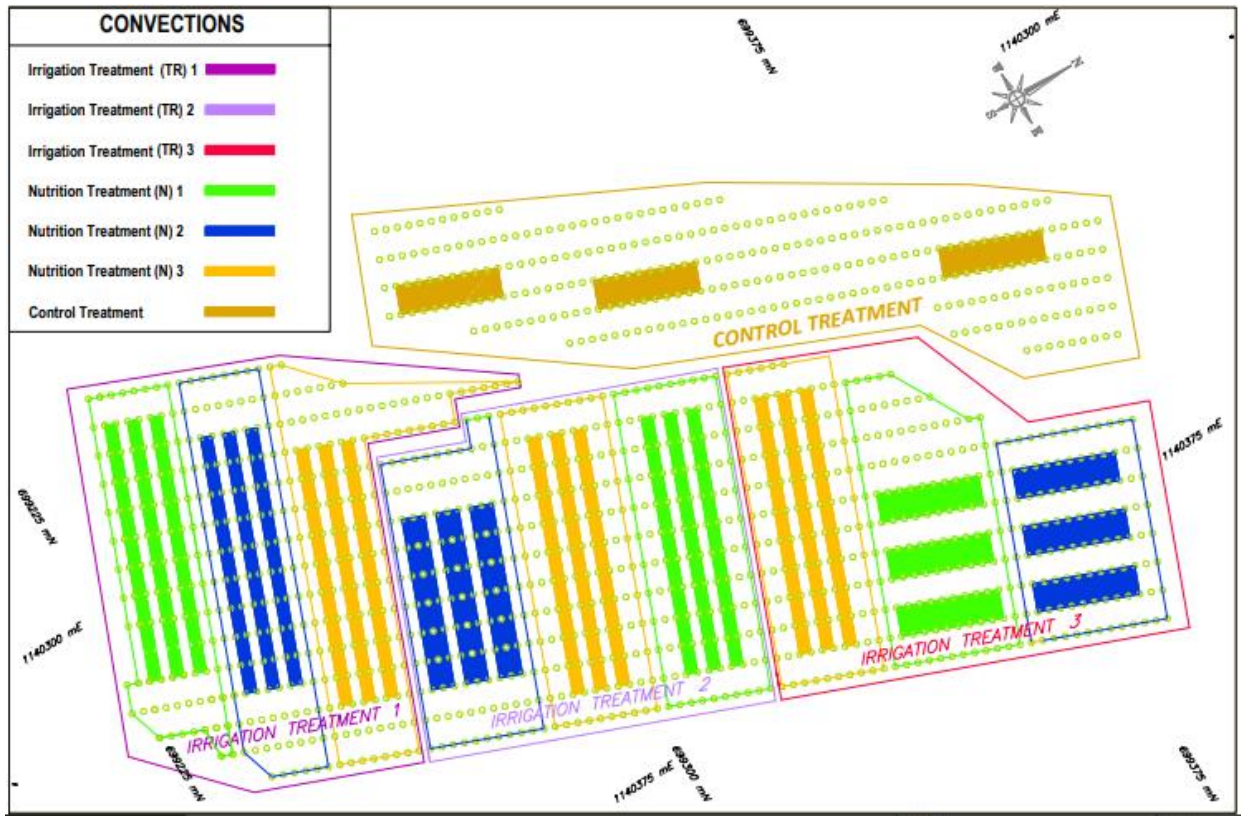 CONVECTIONS
Irrigation Treatment (TR) 1
Irrigation Treatment (TR) 2
Irrigation Treatment (TR) 3
Nutrition Treatment (N) 1
Nutrition Treatment (N) 2
Nutrition Treatment (N) 3
Control Treatment
699375 mN
1140300 mE
N
W
S
E
CONTROL TREATMENT
1140375 mE
699225 mN
1140300 mE
IRRIGATION TREATMENT 1
IRRIGATION TREATMENT 2
IRRIGATION TREATMENT 3
699225 mN
1140375 mE
699300 mN
699375 mN